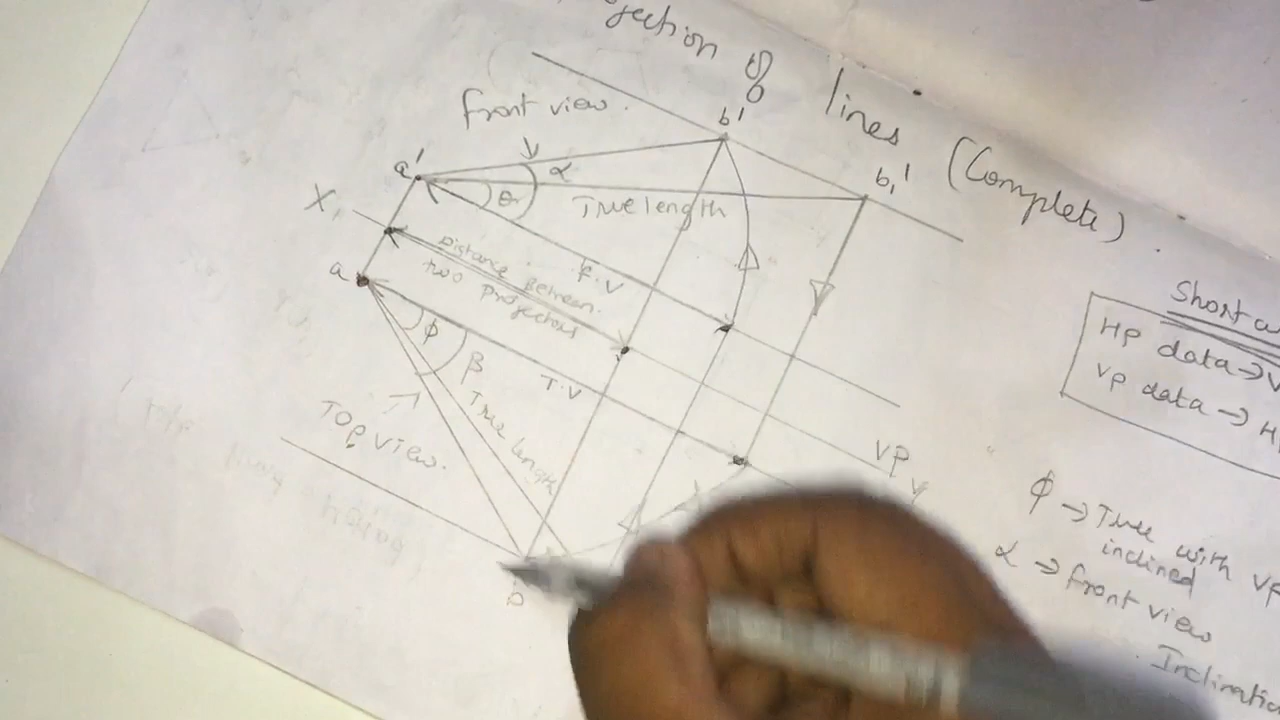 jection of lines (Complete).
front view.
b'
b₁'
a'
α
θ
True length
X,
F.V
Distance between
two projectors
a
φ
β
T.V
True length
Top view.
VP
b
Short
HP data →
VP data → H
φ → True with VP
inclined
α → front view
Inclinatio